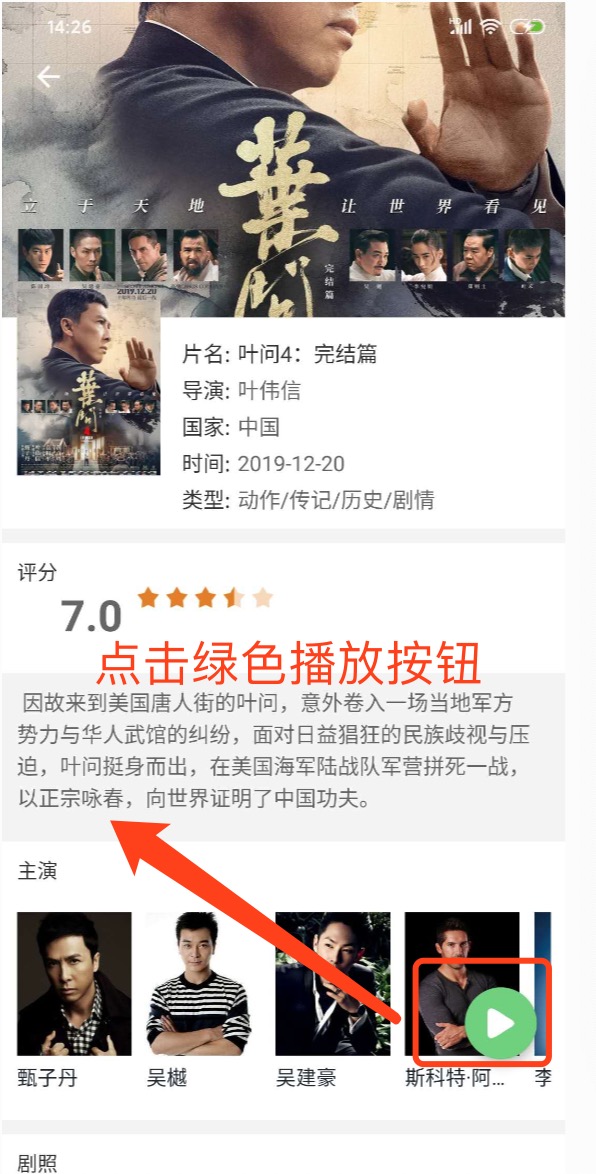 14:26
HD
立于天地 让世界看见
葉問
完结篇
2019.12.20
葉問
片名: 叶问4：完结篇
导演: 叶伟信
国家: 中国
时间: 2019-12-20
类型: 动作/传记/历史/剧情
评分
7.0
点击绿色播放按钮
因故来到美国唐人街的叶问，意外卷入一场当地军方
势力与华人武馆的纠纷，面对日益猖狂的民族歧视与压
迫，叶问挺身而出，在美国海军陆战队军营拼死一战，
以正宗咏春，向世界证明了中国功夫。
主演
甄子丹
吴樾
吴建豪
斯科特·阿...
李
剧照